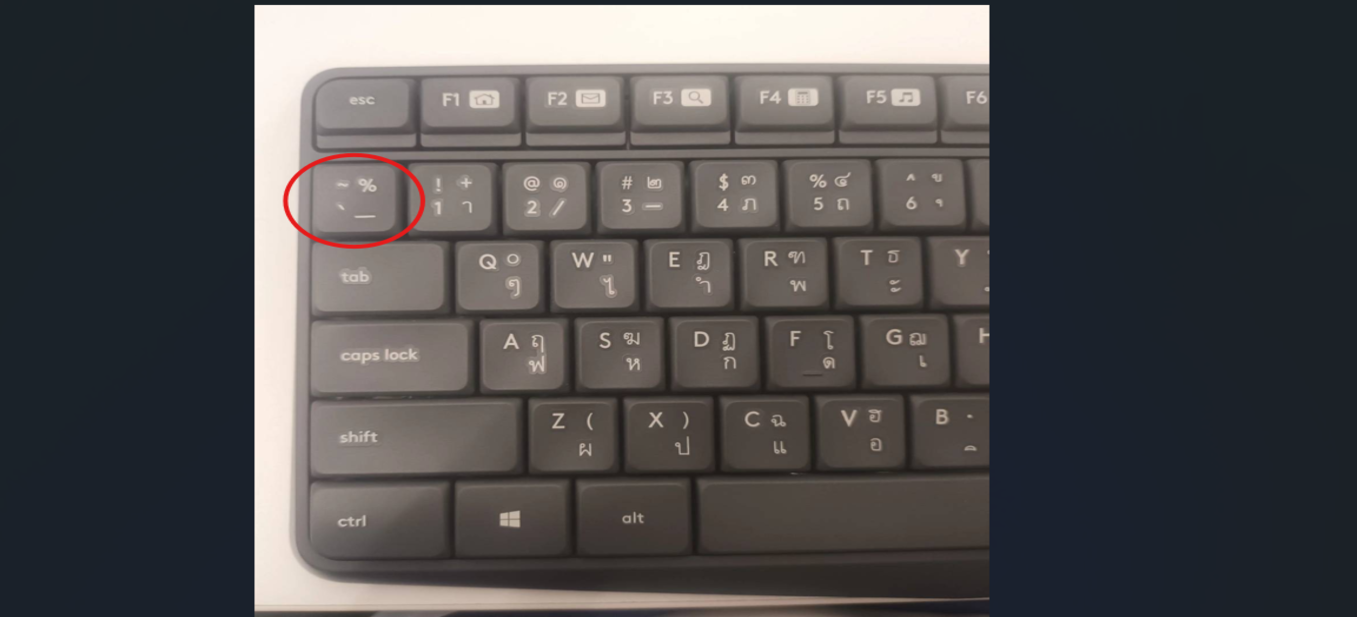 esc F1 F2 F3 F4 F5 F6
~ % ! + @ ๑ # ๒ $ ๓ % ๔ ^ ู
` _ 1 ๅ 2 / 3 – 4 ภ 5 ถ 6 ุ
tab Q ๐ W " E ฎ R ฑ T ธ Y
ๆ ไ ำ พ ะ
caps lock A ฤ S ฆ D ฏ F โ G ฌ H
ฟ ห ก ด เ
shift Z ( X ) C ฉ V ฮ B
ผ ป แ อ
ctrl alt